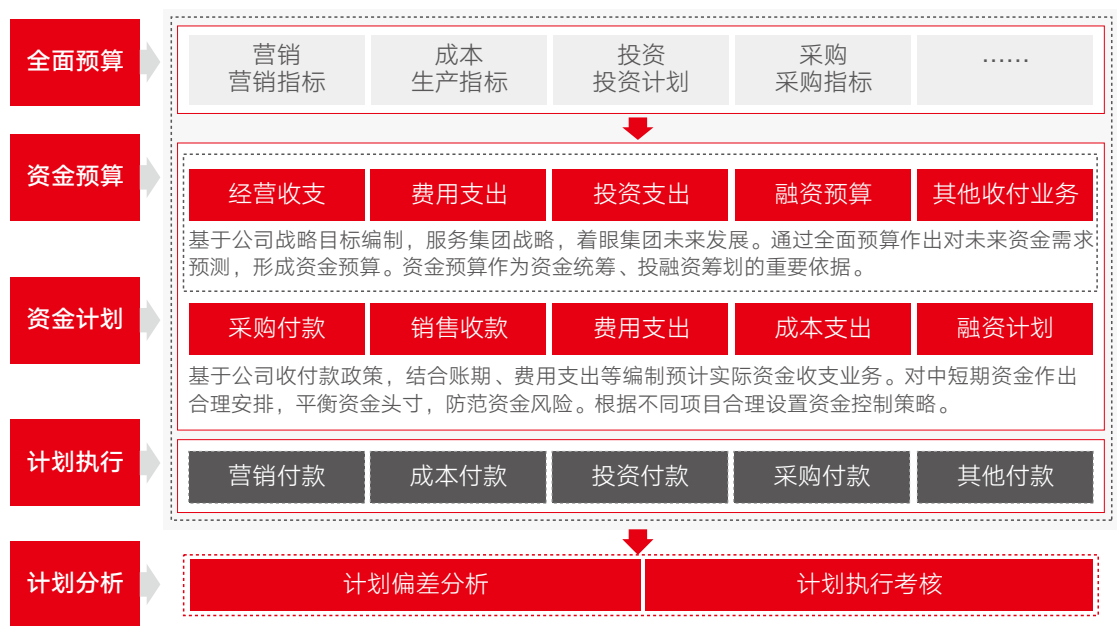 全面预算
营销
营销指标
成本
生产指标
投资
投资计划
采购
采购指标
……
资金预算
经营收支
费用支出
投资支出
融资预算
其他收付业务
基于公司战略目标编制，服务集团战略，着眼集团未来发展。通过全面预算作出对未来资金需求
预测，形成资金预算。资金预算作为资金统筹、投融资筹划的重要依据。
资金计划
采购付款
销售收款
费用支出
成本支出
融资计划
基于公司收付款政策，结合账期、费用支出等编制预计实际资金收支业务。对中短期资金作出
合理安排，平衡资金头寸，防范资金风险。根据不同项目合理设置资金控制策略。
计划执行
营销付款
成本付款
投资付款
采购付款
其他付款
计划分析
计划偏差分析
计划执行考核